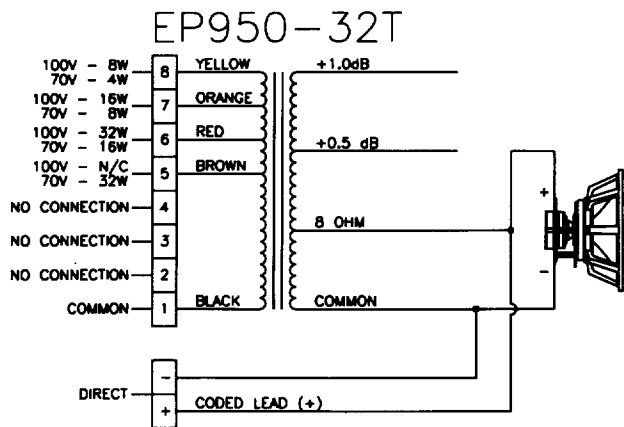 EP950-32T
100V - 8W
70V - 4W
8
YELLOW
+1.0dB
100V - 16W
70V - 8W
7
ORANGE
100V - 32W
70V - 16W
6
RED
+0.5 dB
100V - N/C
70V - 32W
5
BROWN
NO CONNECTION
4
NO CONNECTION
3
8 OHM
+
NO CONNECTION
2
-
COMMON
1
BLACK
COMMON
DIRECT
-
+
CODED LEAD (+)